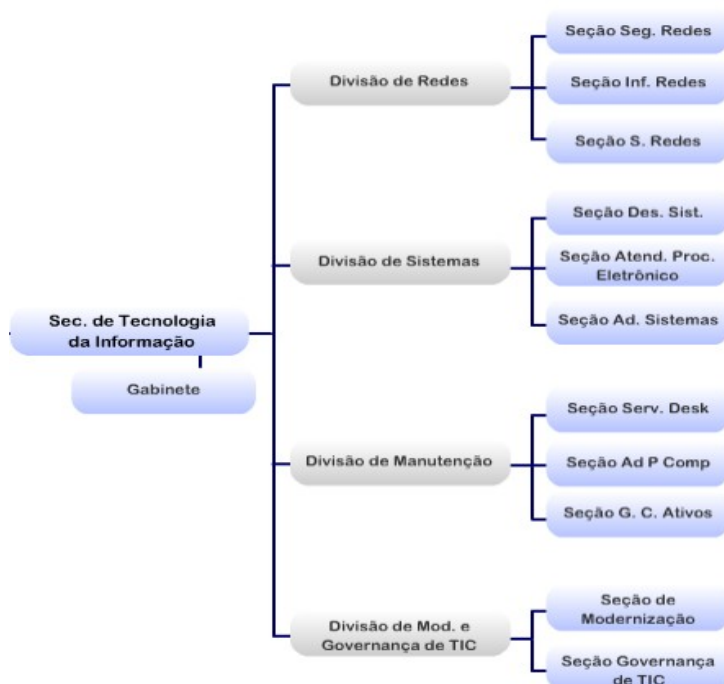 Sec. de Tecnologia
da Informação
Gabinete
Divisão de Redes
Seção Seg. Redes
Seção Inf. Redes
Seção S. Redes
Divisão de Sistemas
Seção Des. Sist.
Seção Atend. Proc.
Eletrônico
Seção Ad. Sistemas
Divisão de Manutenção
Seção Serv. Desk
Seção Ad P Comp
Seção G. C. Ativos
Divisão de Mod. e
Governança de TIC
Seção de
Modernização
Seção Governança
de TIC